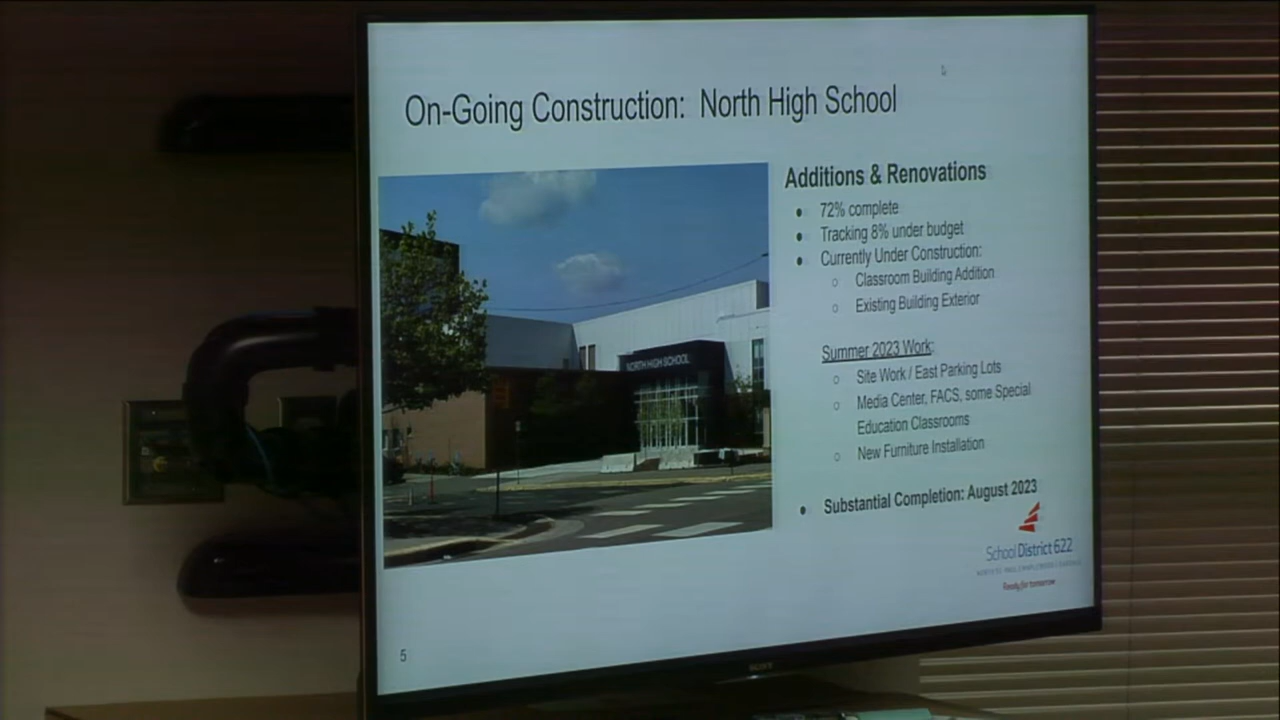 On-Going Construction: North High School
Additions & Renovations
● 72% complete
● Tracking 8% under budget
● Currently Under Construction:
○ Classroom Building Addition
○ Existing Building Exterior
Summer 2023 Work:
○ Site Work / East Parking Lots
○ Media Center, FACS, some Special
Education Classrooms
○ New Furniture Installation
● Substantial Completion: August 2023
NORTH HIGH SCHOOL
School District 622
Ready for tomorrow
5
SONY